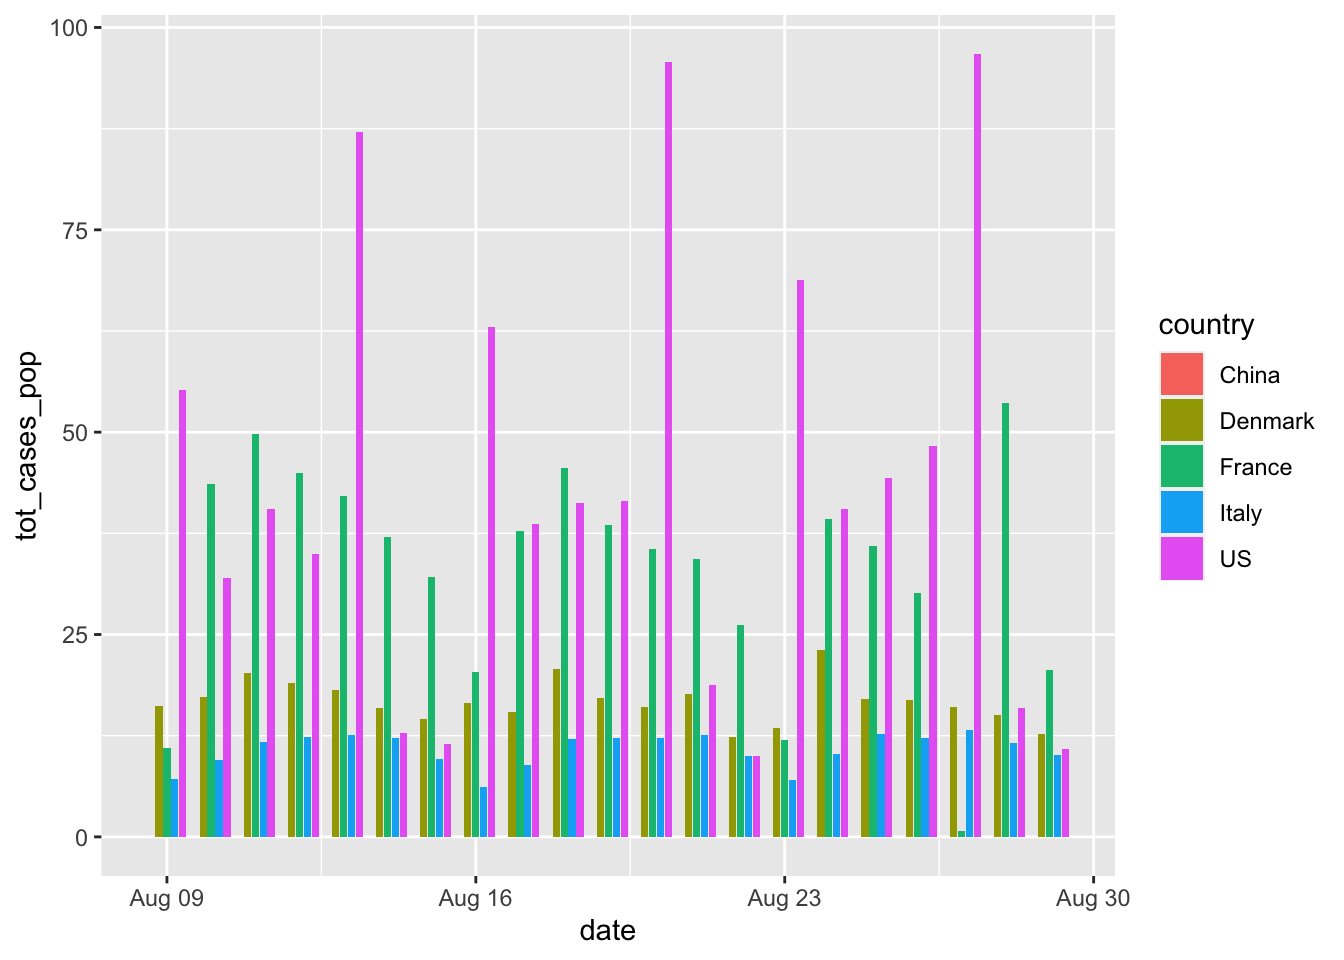 100
75
50
25
0
tot_cases_pop
Aug 09
Aug 16
Aug 23
Aug 30
date
country
China
Denmark
France
Italy
US